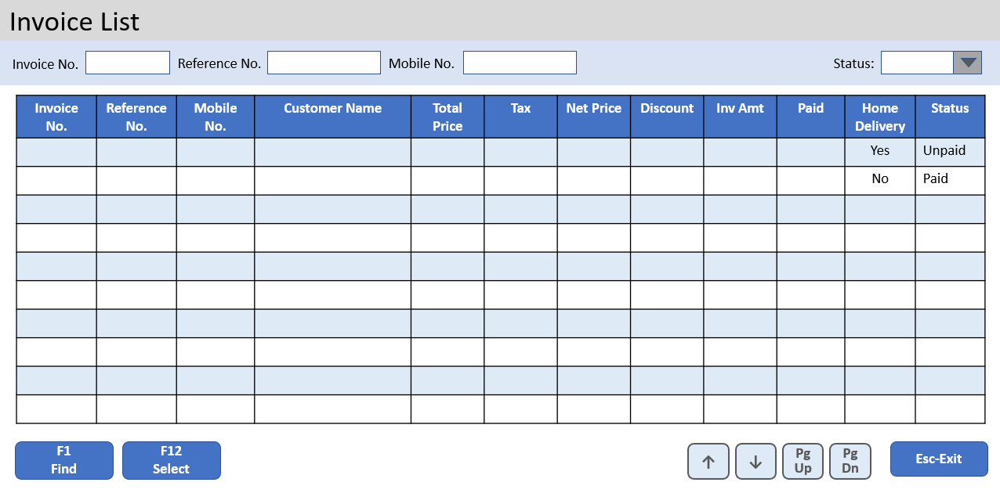 Invoice List
Invoice No. Reference No. Mobile No. Status:
Invoice No. Reference No. Mobile No. Customer Name Total Price Tax Net Price Discount Inv Amt Paid Home Delivery Status
Yes Unpaid
No Paid
F1 Find F12 Select Pg Up Pg Dn Esc-Exit